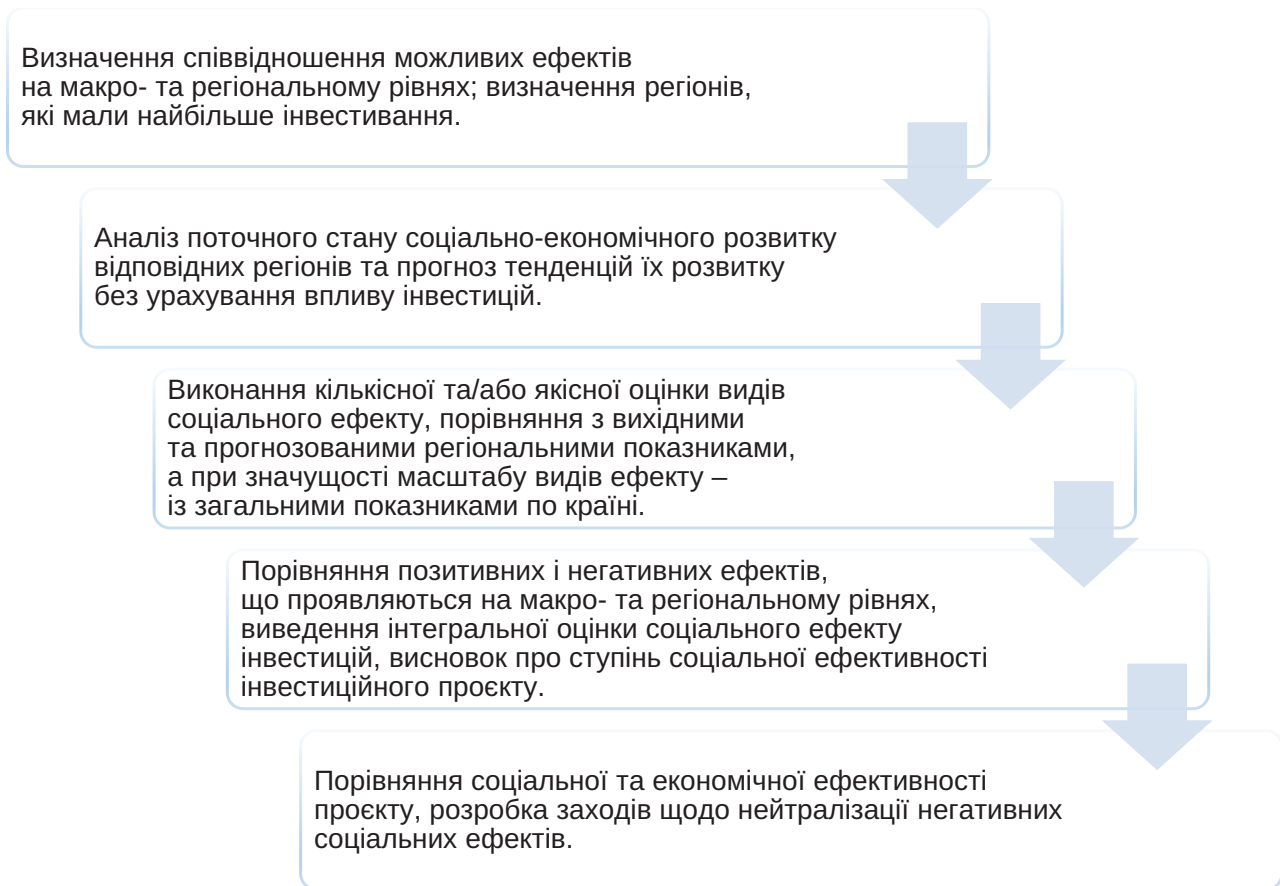 Визначення співвідношення можливих ефектів
на макро- та регіональному рівнях; визначення регіонів,
які мали найбільше інвестивання.
Аналіз поточного стану соціально-економічного розвитку
відповідних регіонів та прогноз тенденцій їх розвитку
без урахування впливу інвестицій.
Виконання кількісної та/або якісної оцінки видів
соціального ефекту, порівняння з вихідними
та прогнозованими регіональними показниками,
а при значущості масштабу видів ефекту –
із загальними показниками по країні.
Порівняння позитивних і негативних ефектів,
що проявляються на макро- та регіональному рівнях,
виведення інтегральної оцінки соціального ефекту
інвестицій, висновок про ступінь соціальної ефективності
інвестиційного проєкту.
Порівняння соціальної та економічної ефективності
проєкту, розробка заходів щодо нейтралізації негативних
соціальних ефектів.